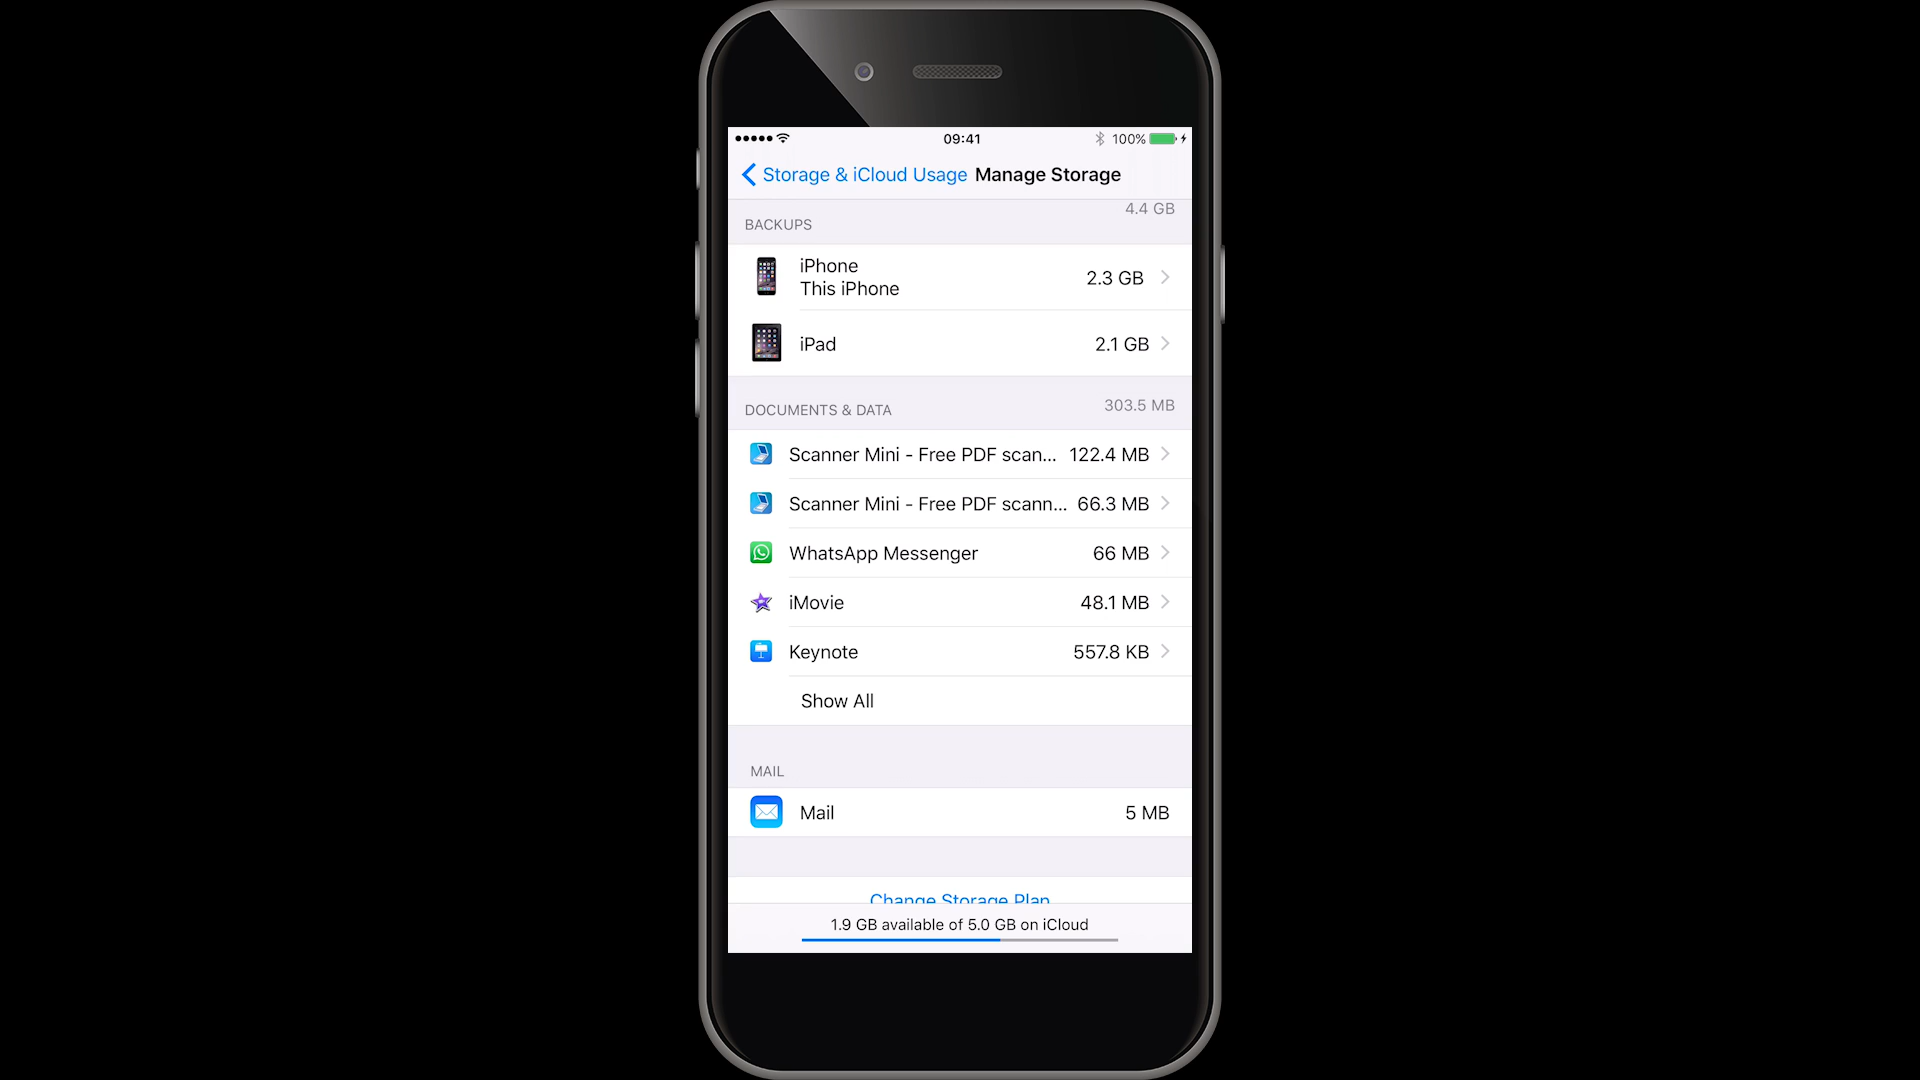 09:41
100%
Storage & iCloud Usage Manage Storage
BACKUPS 4.4 GB
iPhone
This iPhone
2.3 GB
iPad 2.1 GB
DOCUMENTS & DATA 303.5 MB
Scanner Mini - Free PDF scan... 122.4 MB
Scanner Mini - Free PDF scann... 66.3 MB
WhatsApp Messenger 66 MB
iMovie 48.1 MB
Keynote 557.8 KB
Show All
MAIL
Mail 5 MB
Change Storage Plan
1.9 GB available of 5.0 GB on iCloud